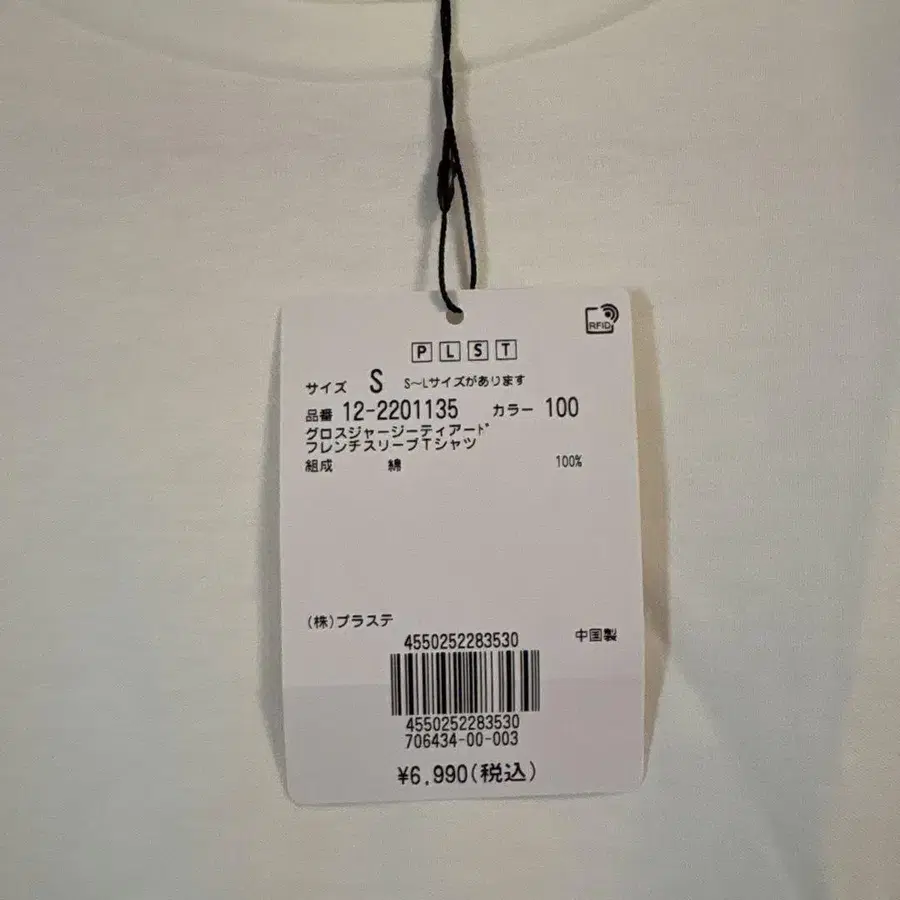 RFID
PLST
サイズ S S〜Lサイズがあります
品番 12-2201135 カラー 100
グロスジャージーティアード
フレンチスリーブTシャツ
組成 綿 100%
(株)プラステ
中国製
4550252283530
4550252283530
706434-00-003
¥6,990(税込)